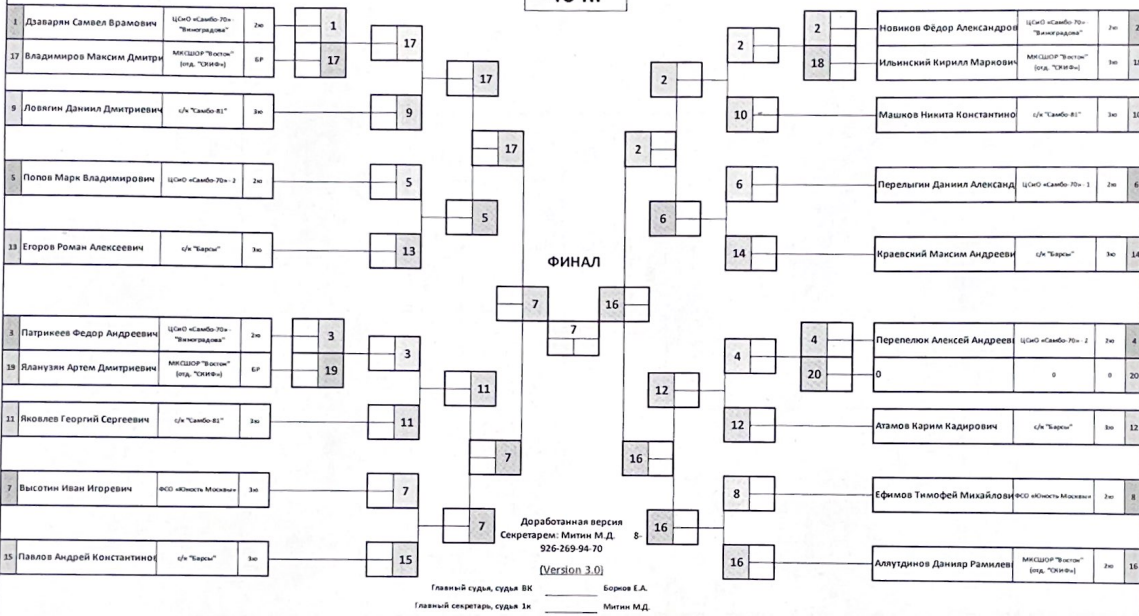 1 Дзаварян Самвел Врамович ЦСиО «Самбо-70» - "Виноградова" 2ю 1
17 Владимиров Максим Дмитри МКСШОР "Восток" (отд. "СКИФ») БР 17
17
17
9 Ловягин Даниил Дмитриевич с/к "Самбо-81" 3ю 9
17
5 Попов Марк Владимирович ЦСиО «Самбо-70» - 2 2ю 5
5
13 Егоров Роман Алексеевич с/к "Барсы" 3ю 13
3 Патрикеев Федор Андреевич ЦСиО «Самбо-70» - "Виноградова" 2ю 3
19 Яланузян Артем Дмитриевич МКСШОР "Восток" (отд. "СКИФ») БР 19
3
11
11 Яковлев Георгий Сергеевич с/к "Самбо-81" 2ю 11
7
7 Высотин Иван Игоревич ФСО «Юность Москвы» 3ю 7
7
15 Павлов Андрей Константинов с/к "Барсы" 3ю 15
ФИНАЛ
7 16
7
2 Новиков Фёдор Александров ЦСиО «Самбо-70» - "Виноградова" 2ю 2
18 Ильинский Кирилл Маркович МКСШОР "Восток" (отд. "СКИФ») 3ю 18
2
2
10 Машков Никита Константино с/к "Самбо-81" 3ю 10
2
6 Перелыгин Даниил Александ ЦСиО «Самбо-70» - 1 2ю 6
6
14 Краевский Максим Андрееви с/к "Барсы" 3ю 14
4 Перепелюк Алексей Андрееви ЦСиО «Самбо-70» - 2 2ю 4
20 0 0 0 20
4
12
12 Атамов Карим Кадирович с/к "Барсы" 3ю 12
16
8 Ефимов Тимофей Михайлови ФСО «Юность Москвы» 2ю 8
16
16 Аллутдинов Данияр Рамилев МКСШОР "Восток" (отд. "СКИФ») 2ю 16
Доработанная версия
Секретарем: Митин М.Д. 8-
926-269-94-70
(Version 3.0)
Главный судья, судья ВК Борков Е.А.
Главный секретарь, судья 1к Митин М.Д.